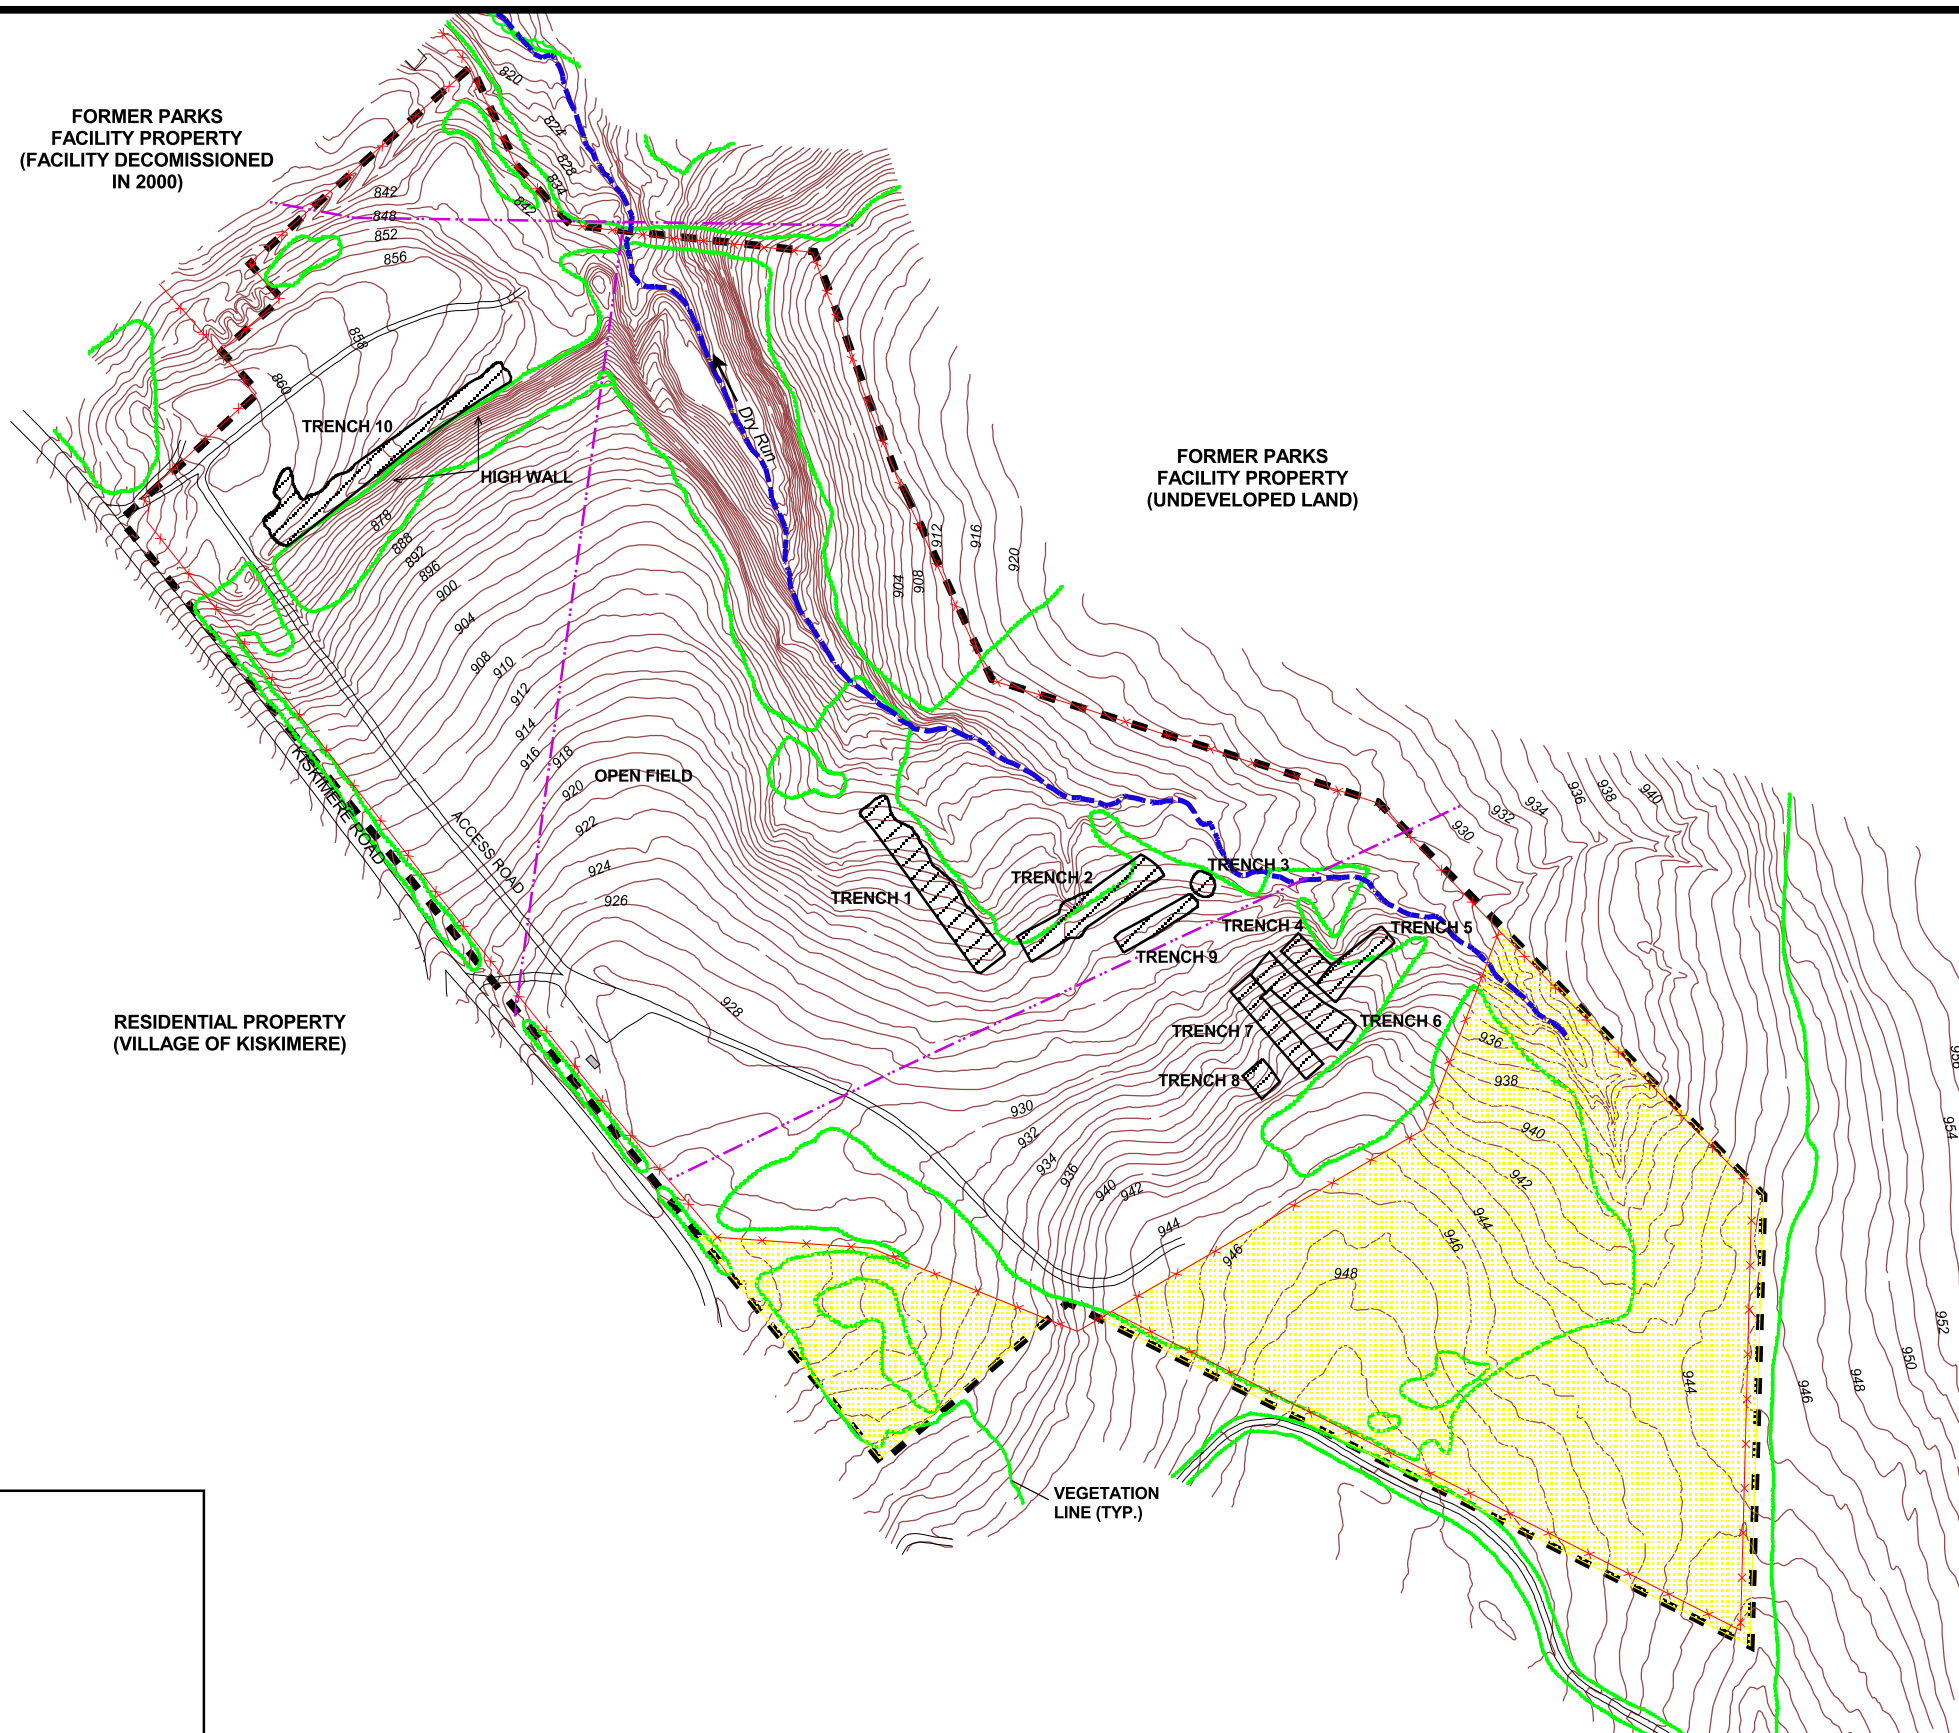 FORMER PARKS
FACILITY PROPERTY
(FACILITY DECOMISSIONED
IN 2000)
820
824
828
834
842
842
848
852
856
858
860
TRENCH 10
HIGH WALL
Dry Run
FORMER PARKS
FACILITY PROPERTY
(UNDEVELOPED LAND)
878
888
892
896
900
904
908
910
912
914
916
918
920
922
924
926
928
904
908
912
916
920
OPEN FIELD
KISKIMERE ROAD
ACCESS ROAD
930
932
934
936
938
940
TRENCH 1
TRENCH 2
TRENCH 3
TRENCH 4
TRENCH 5
TRENCH 9
TRENCH 6
TRENCH 7
TRENCH 8
RESIDENTIAL PROPERTY
(VILLAGE OF KISKIMERE)
930
932
934
936
940
942
944
946
948
936
938
940
942
944
946
944
956
954
952
950
948
946
VEGETATION
LINE (TYP.)